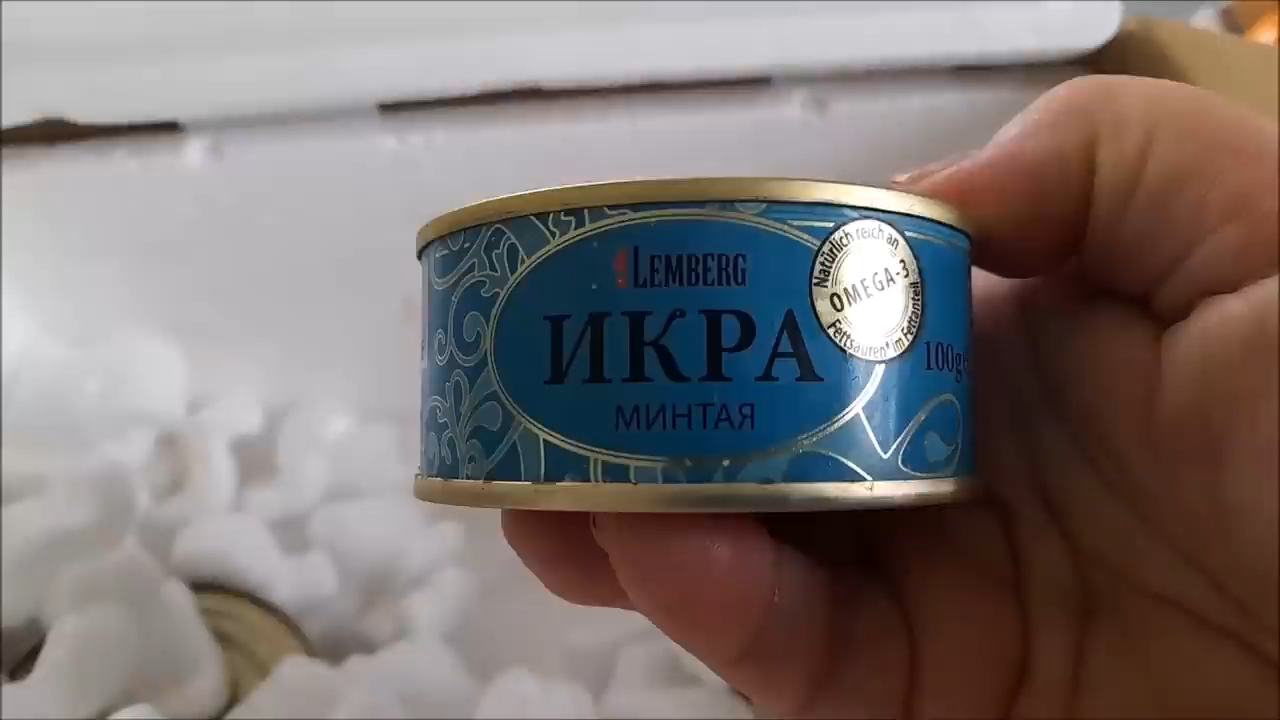 LEMBERG
ИКРА
МИНТАЯ
Natürlich reich an
OMEGA-3
Fettsäuren* im Fettanteil
100g